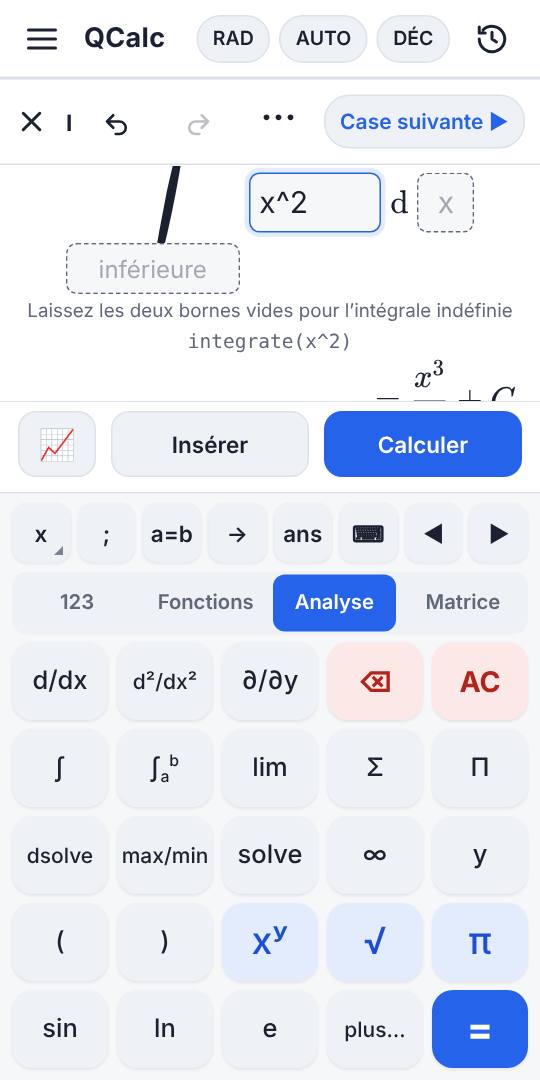 QCalc RAD AUTO DÉC
Case suivante ▶
x^2 d x
inférieure
Laissez les deux bornes vides pour l’intégrale indéfinie
integrate(x^2)
= x³ + C
Insérer Calculer
x ; a=b → ans ⌨ ◀ ▶
123 Fonctions Analyse Matrice
d/dx d²/dx² ∂/∂y ⌫ AC
∫ ∫ₐᵇ lim Σ Π
dsolve max/min solve ∞ y
( ) xʸ √ π
sin ln e plus… =